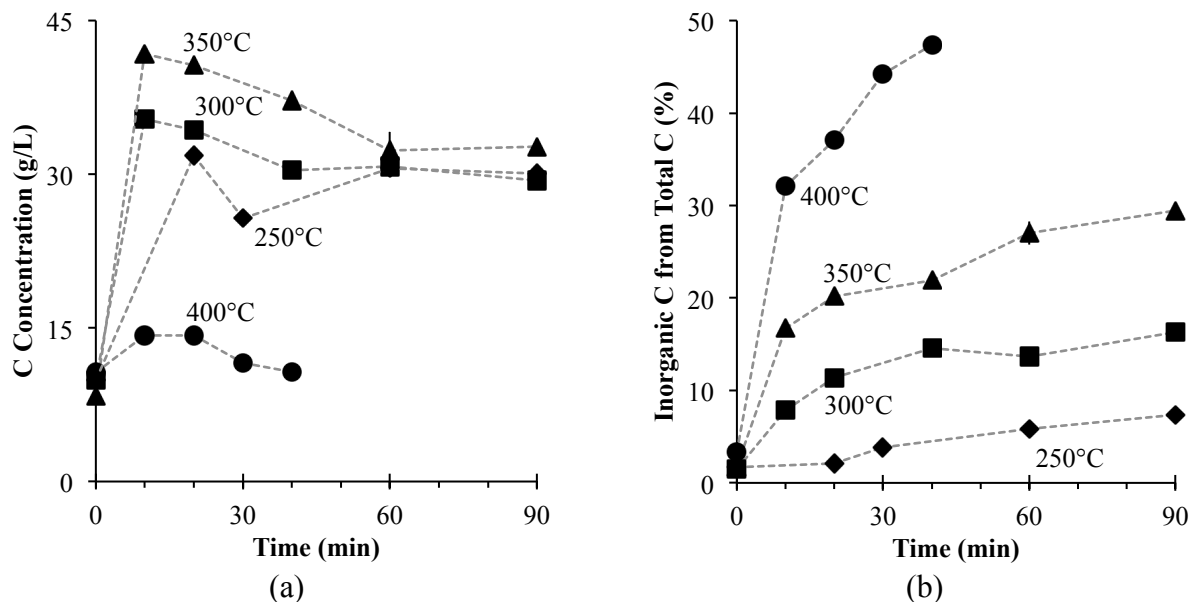 45
30
15
0
C Concentration (g/L)
350°C
300°C
250°C
400°C
0 30 60 90
Time (min)
(a)
50
40
30
20
10
0
Inorganic C from Total C (%)
400°C
350°C
300°C
250°C
0 30 60 90
Time (min)
(b)